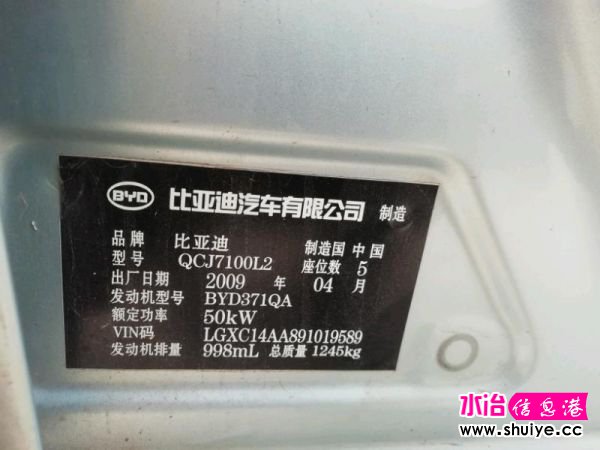 BYD 比亚迪汽车有限公司 制造
品牌 比亚迪 制造国 中国
型号 QCJ7100L2 座位数 5
出厂日期 2009 年 04 月
发动机型号 BYD371QA
额定功率 50kW
VIN码 LGXC14AA891019589
发动机排量 998mL 总质量 1245kg
水冶信息港
www.shuiye.cc